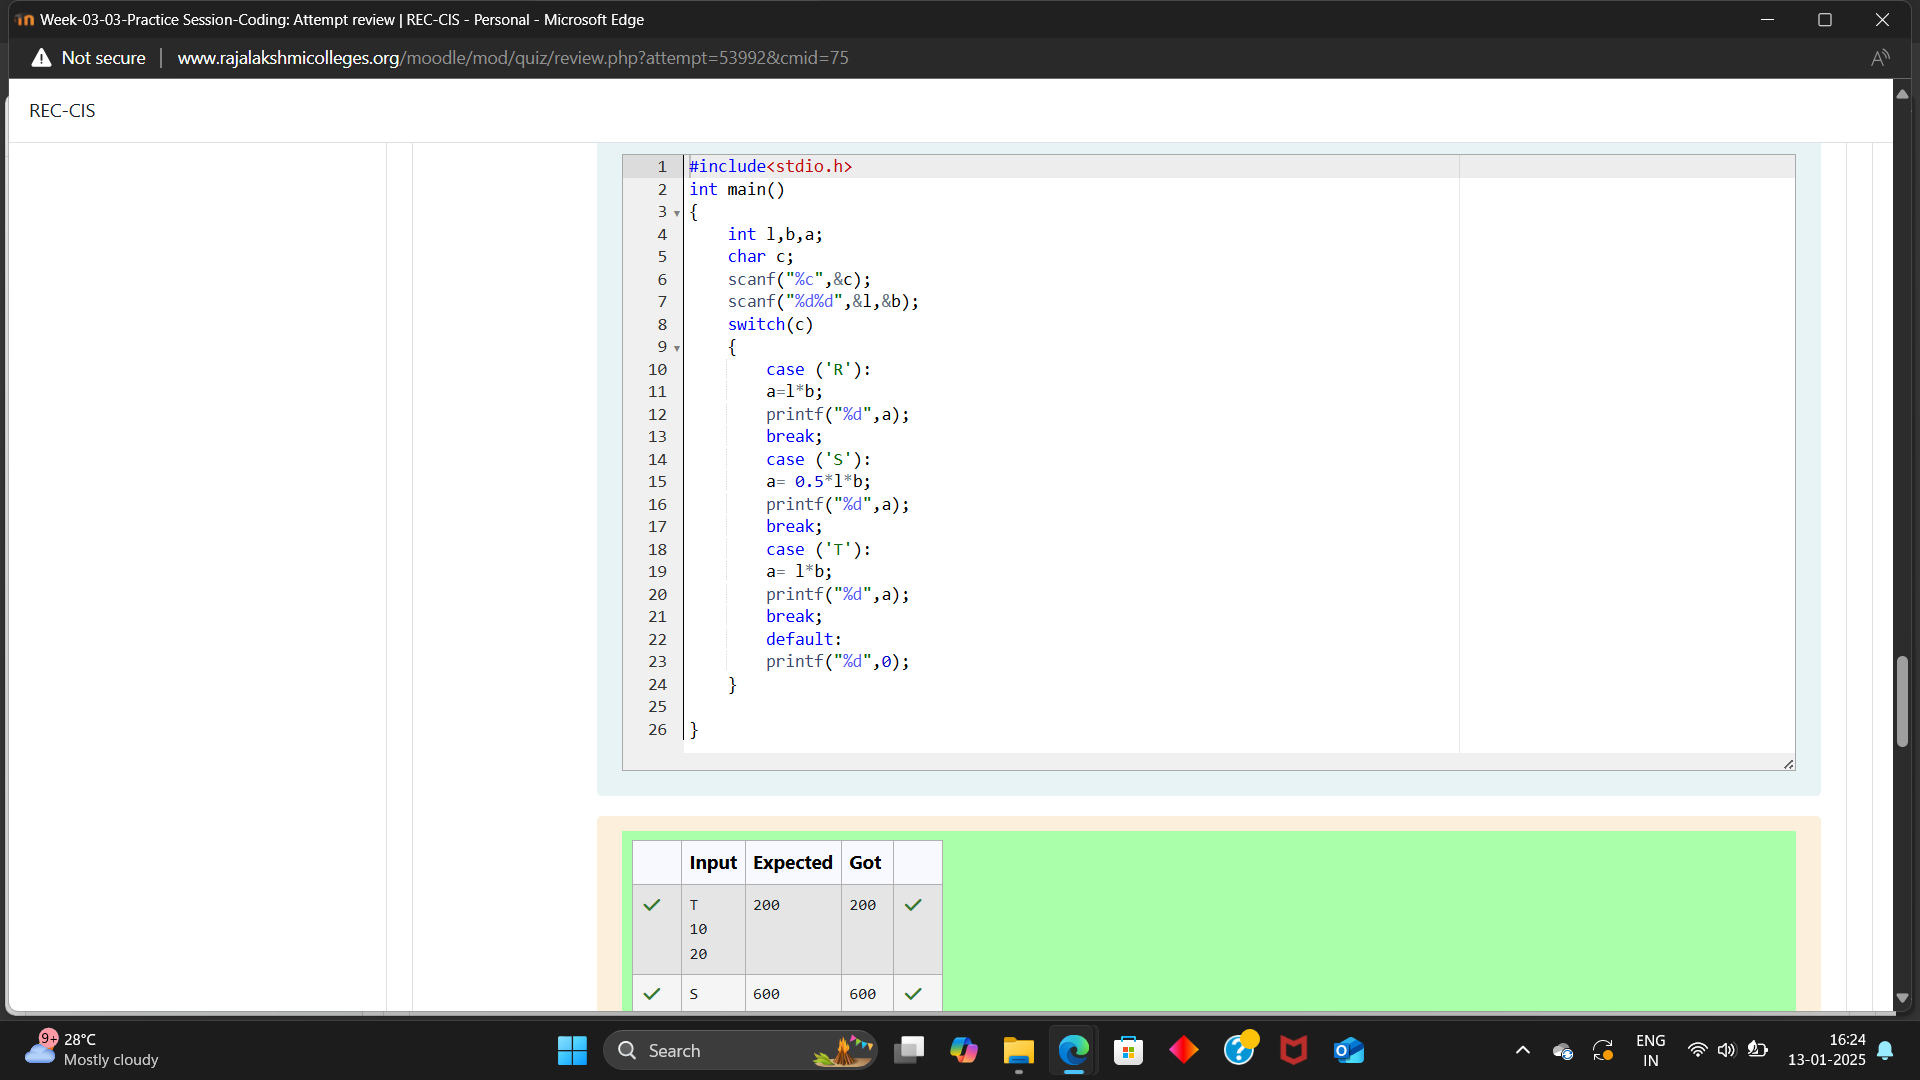 Week-03-03-Practice Session-Coding: Attempt review | REC-CIS - Personal - Microsoft Edge
Not secure | www.rajalakshmicolleges.org/moodle/mod/quiz/review.php?attempt=53992&cmid=75
REC-CIS
1 #include<stdio.h>
2 int main()
3 {
4 int l,b,a;
5 char c;
6 scanf("%c",&c);
7 scanf("%d%d",&l,&b);
8 switch(c)
9 {
10 case ('R'):
11 a=l*b;
12 printf("%d",a);
13 break;
14 case ('S'):
15 a= 0.5*l*b;
16 printf("%d",a);
17 break;
18 case ('T'):
19 a= l*b;
20 printf("%d",a);
21 break;
22 default:
23 printf("%d",0);
24 }
25
26 }
Input Expected Got
T 200 200
10
20
S 600 600
9+ 28°C
Mostly cloudy
Search
ENG
IN
16:24
13-01-2025